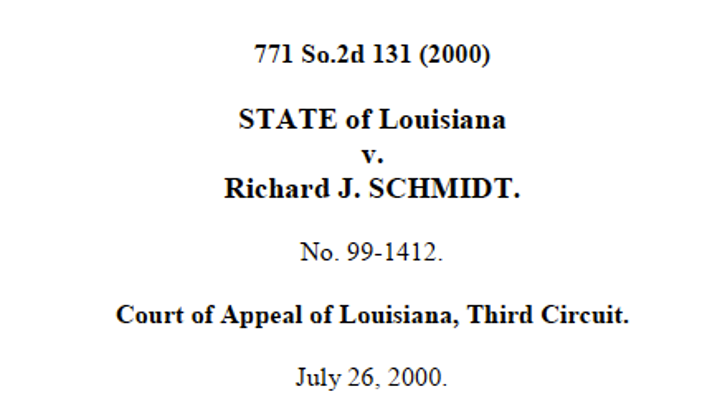 771 So.2d 131 (2000)
STATE of Louisiana
v.
Richard J. SCHMIDT.
No. 99-1412.
Court of Appeal of Louisiana, Third Circuit.
July 26, 2000.